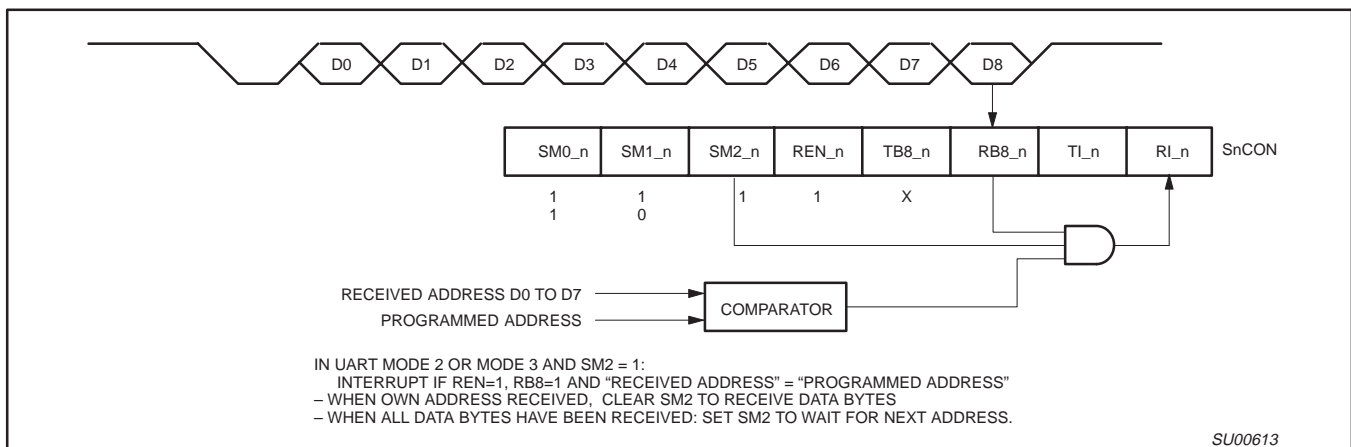 D0 D1 D2 D3 D4 D5 D6 D7 D8
SM0_n SM1_n SM2_n REN_n TB8_n RB8_n TI_n RI_n SnCON
1 1 1 1 X
1 0
RECEIVED ADDRESS D0 TO D7
COMPARATOR
PROGRAMMED ADDRESS
IN UART MODE 2 OR MODE 3 AND SM2 = 1:
INTERRUPT IF REN=1, RB8=1 AND “RECEIVED ADDRESS” = “PROGRAMMED ADDRESS”
– WHEN OWN ADDRESS RECEIVED, CLEAR SM2 TO RECEIVE DATA BYTES
– WHEN ALL DATA BYTES HAVE BEEN RECEIVED: SET SM2 TO WAIT FOR NEXT ADDRESS.
SU00613